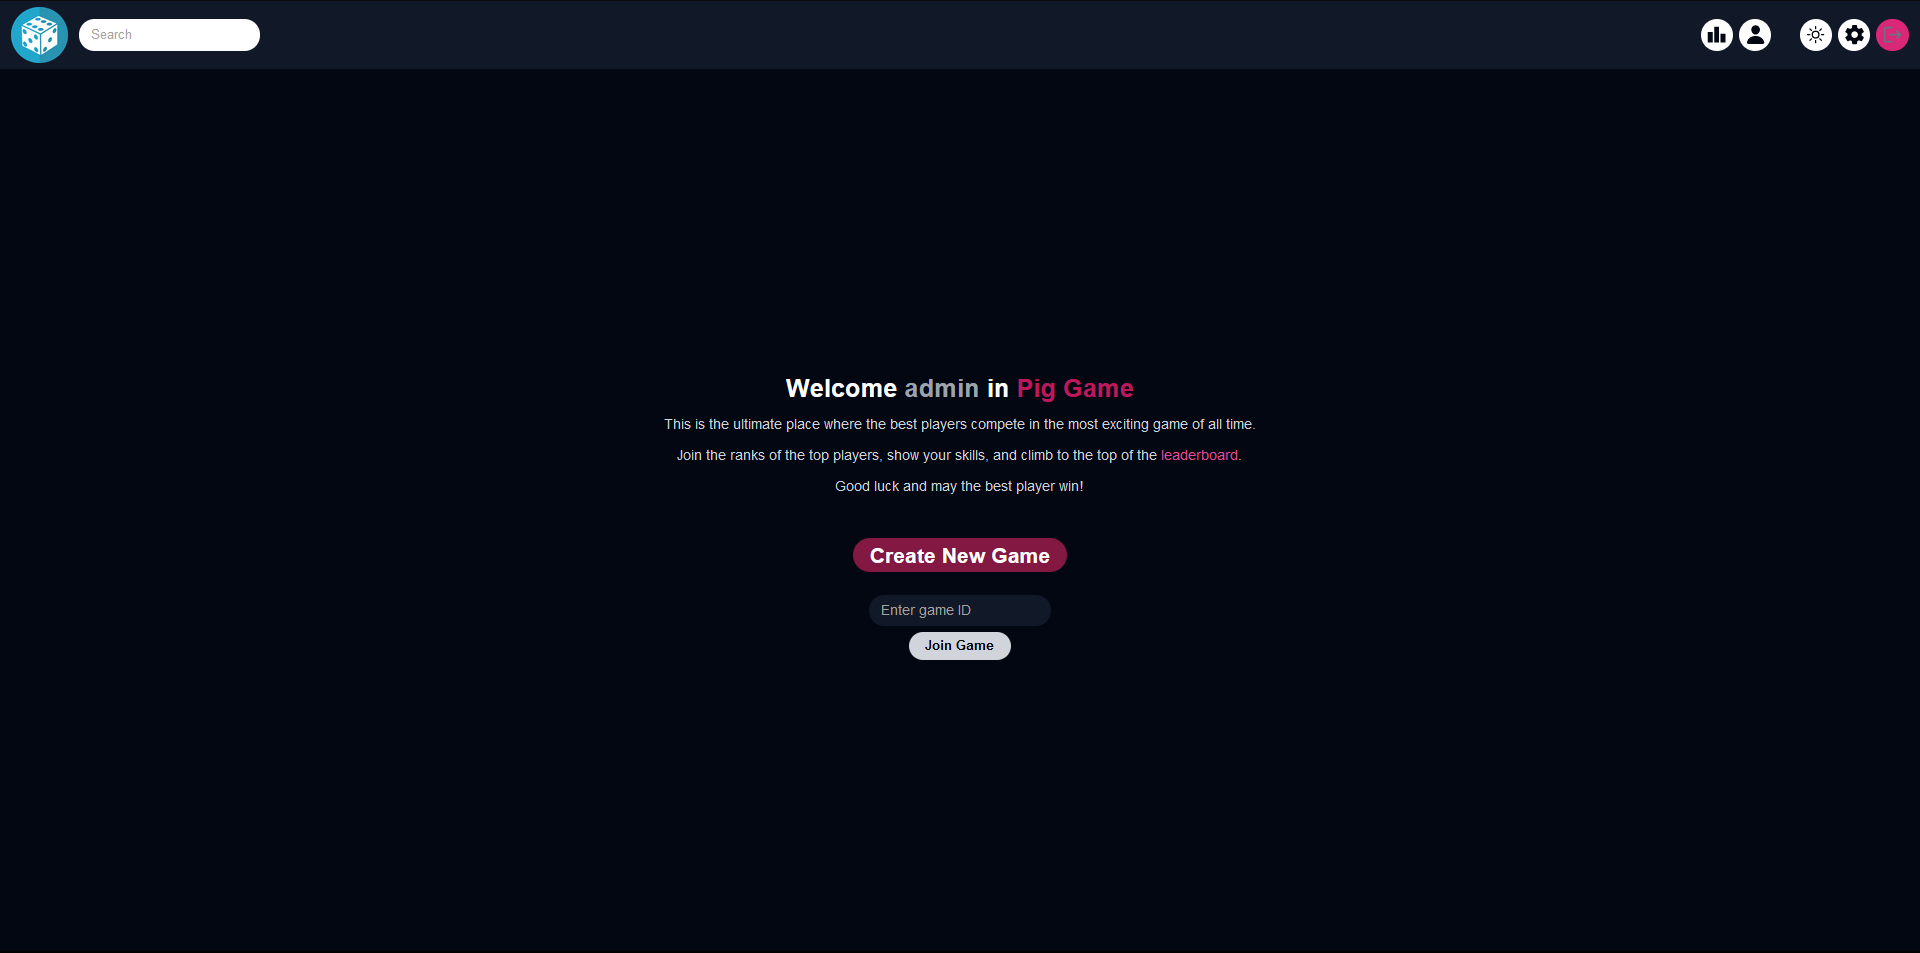 Search
Welcome admin in Pig Game
This is the ultimate place where the best players compete in the most exciting game of all time.
Join the ranks of the top players, show your skills, and climb to the top of the leaderboard.
Good luck and may the best player win!
Create New Game
Enter game ID
Join Game